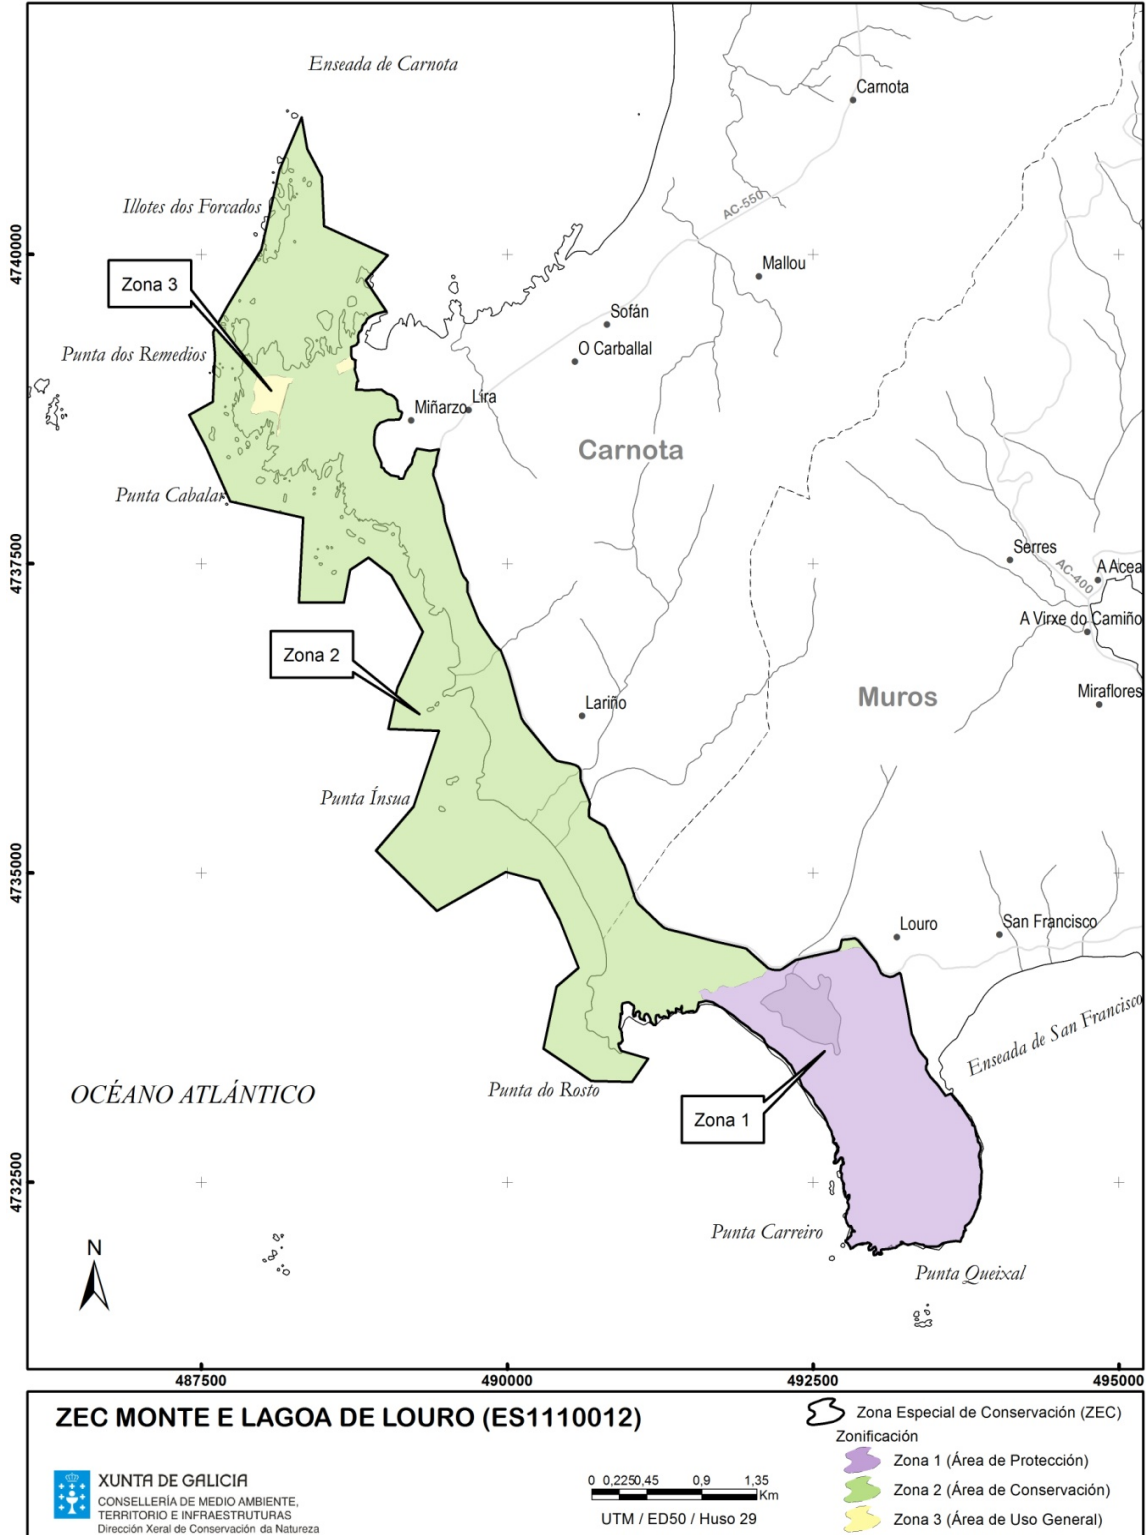 Enseada de Carnota
Carnota
Illotes dos Forcados
AC-550
4740000
Mallou
Zona 3
Sofán
Punta dos Remedios
O Carballal
Miñarzo
Lira
Carnota
Punta Cabalar
Serres
4737500
AC-400
A Acea
A Virxe do Camiño
Zona 2
Lariño
Muros
Miraflores
Punta Ínsua
4735000
Louro
San Francisco
Enseada de San Francisco
OCÉANO ATLÁNTICO
Punta do Rosto
Zona 1
4732500
Punta Carreiro
N
Punta Queixal
487500
490000
492500
495000
ZEC MONTE E LAGOA DE LOURO (ES1110012)
XUNTA DE GALICIA
CONSELLERÍA DE MEDIO AMBIENTE,
TERRITORIO E INFRAESTRUTURAS
Dirección Xeral de Conservación da Natureza
0 0,225 0,45 0,9 1,35
Km
UTM / ED50 / Huso 29
Zona Especial de Conservación (ZEC)
Zonificación
Zona 1 (Área de Protección)
Zona 2 (Área de Conservación)
Zona 3 (Área de Uso General)